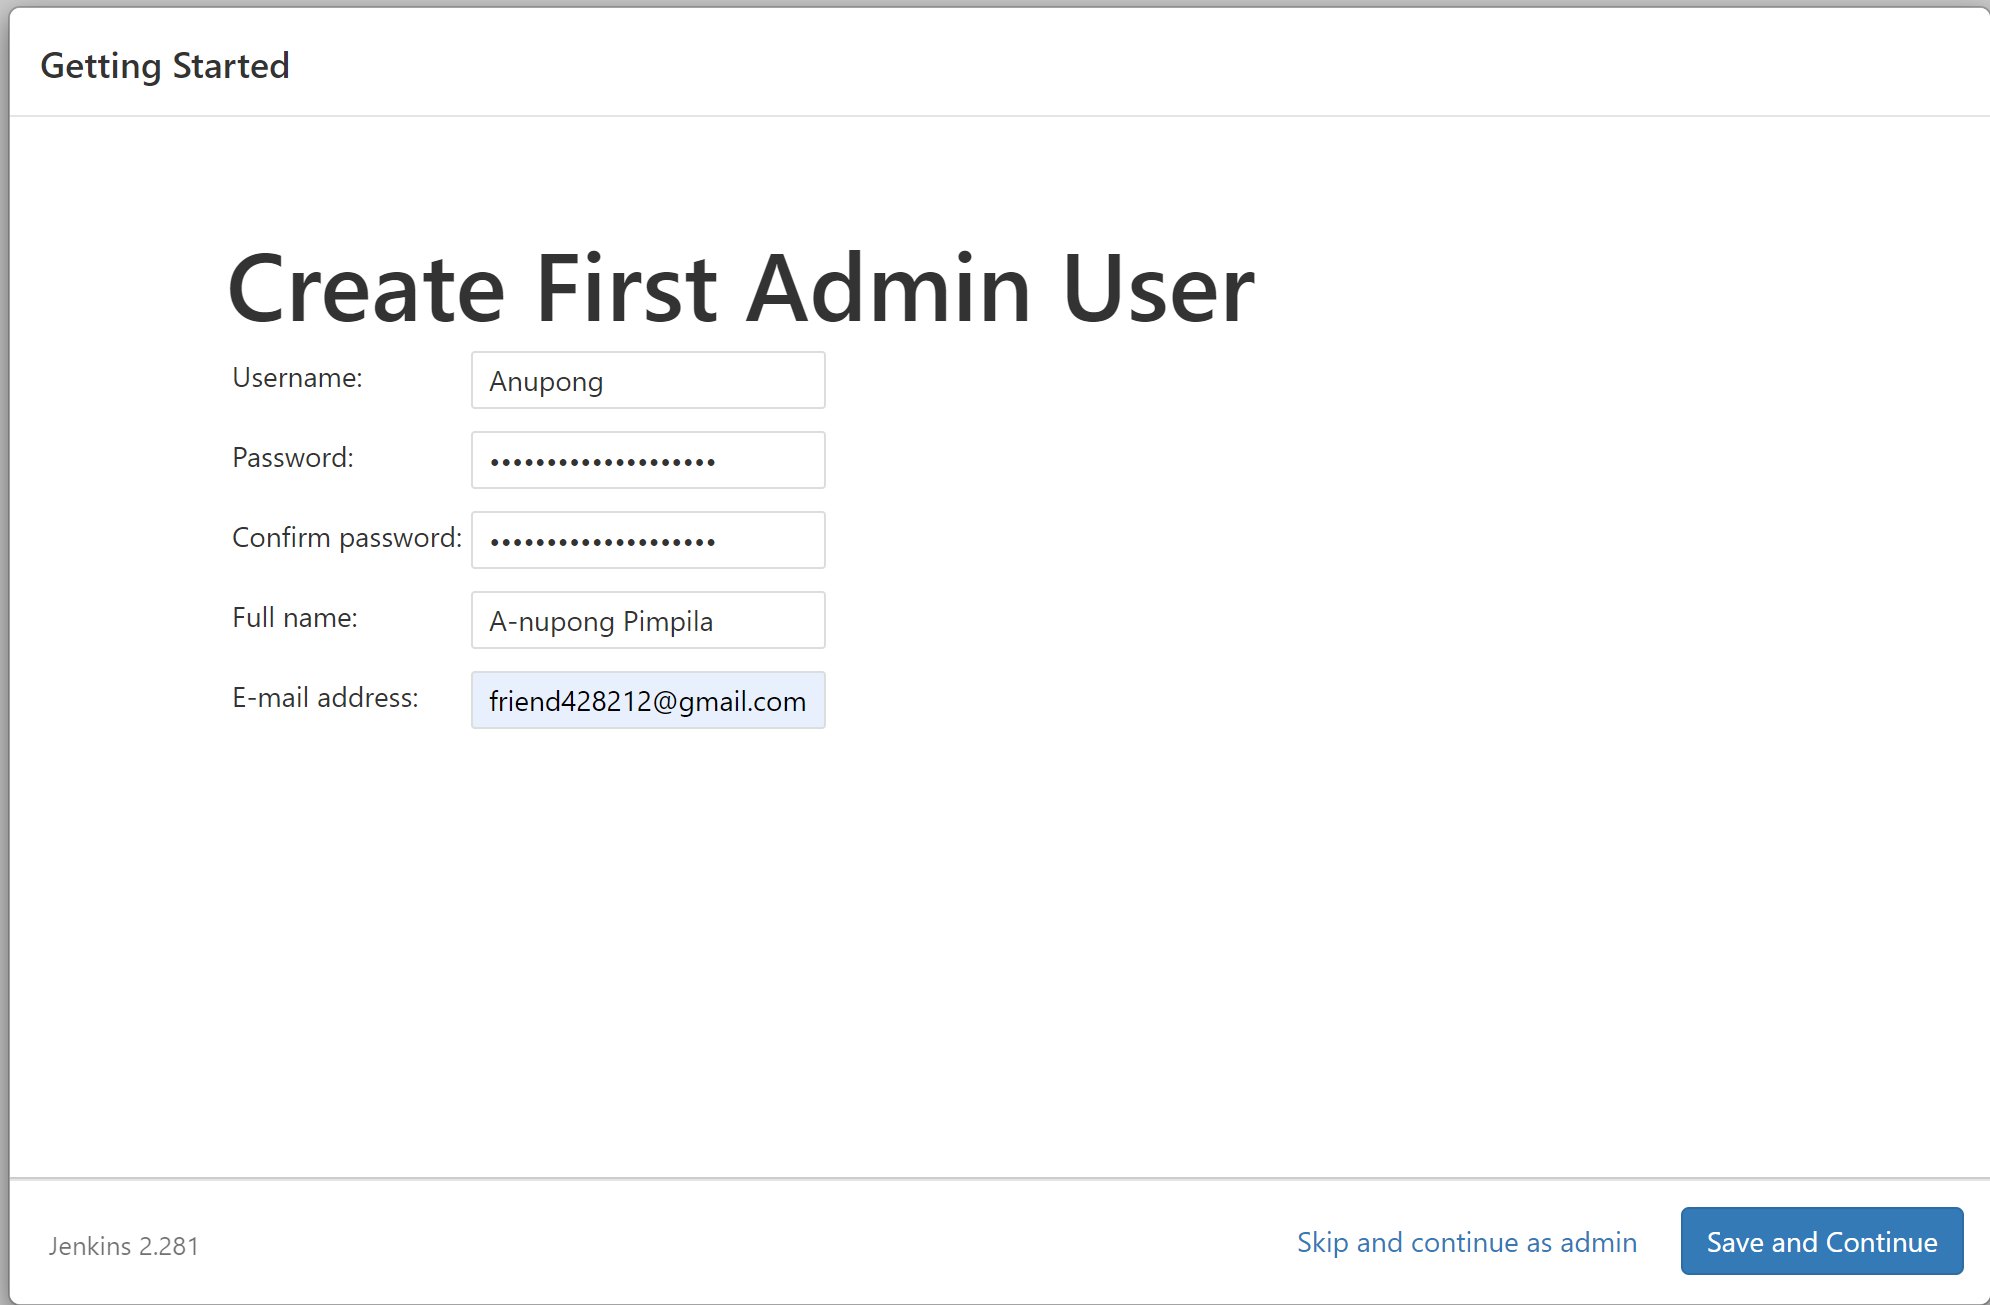 Getting Started
Create First Admin User
Username: Anupong
Password: ••••••••••••••••••••
Confirm password: ••••••••••••••••••••
Full name: A-nupong Pimpila
E-mail address: friend428212@gmail.com
Jenkins 2.281 Skip and continue as admin Save and Continue